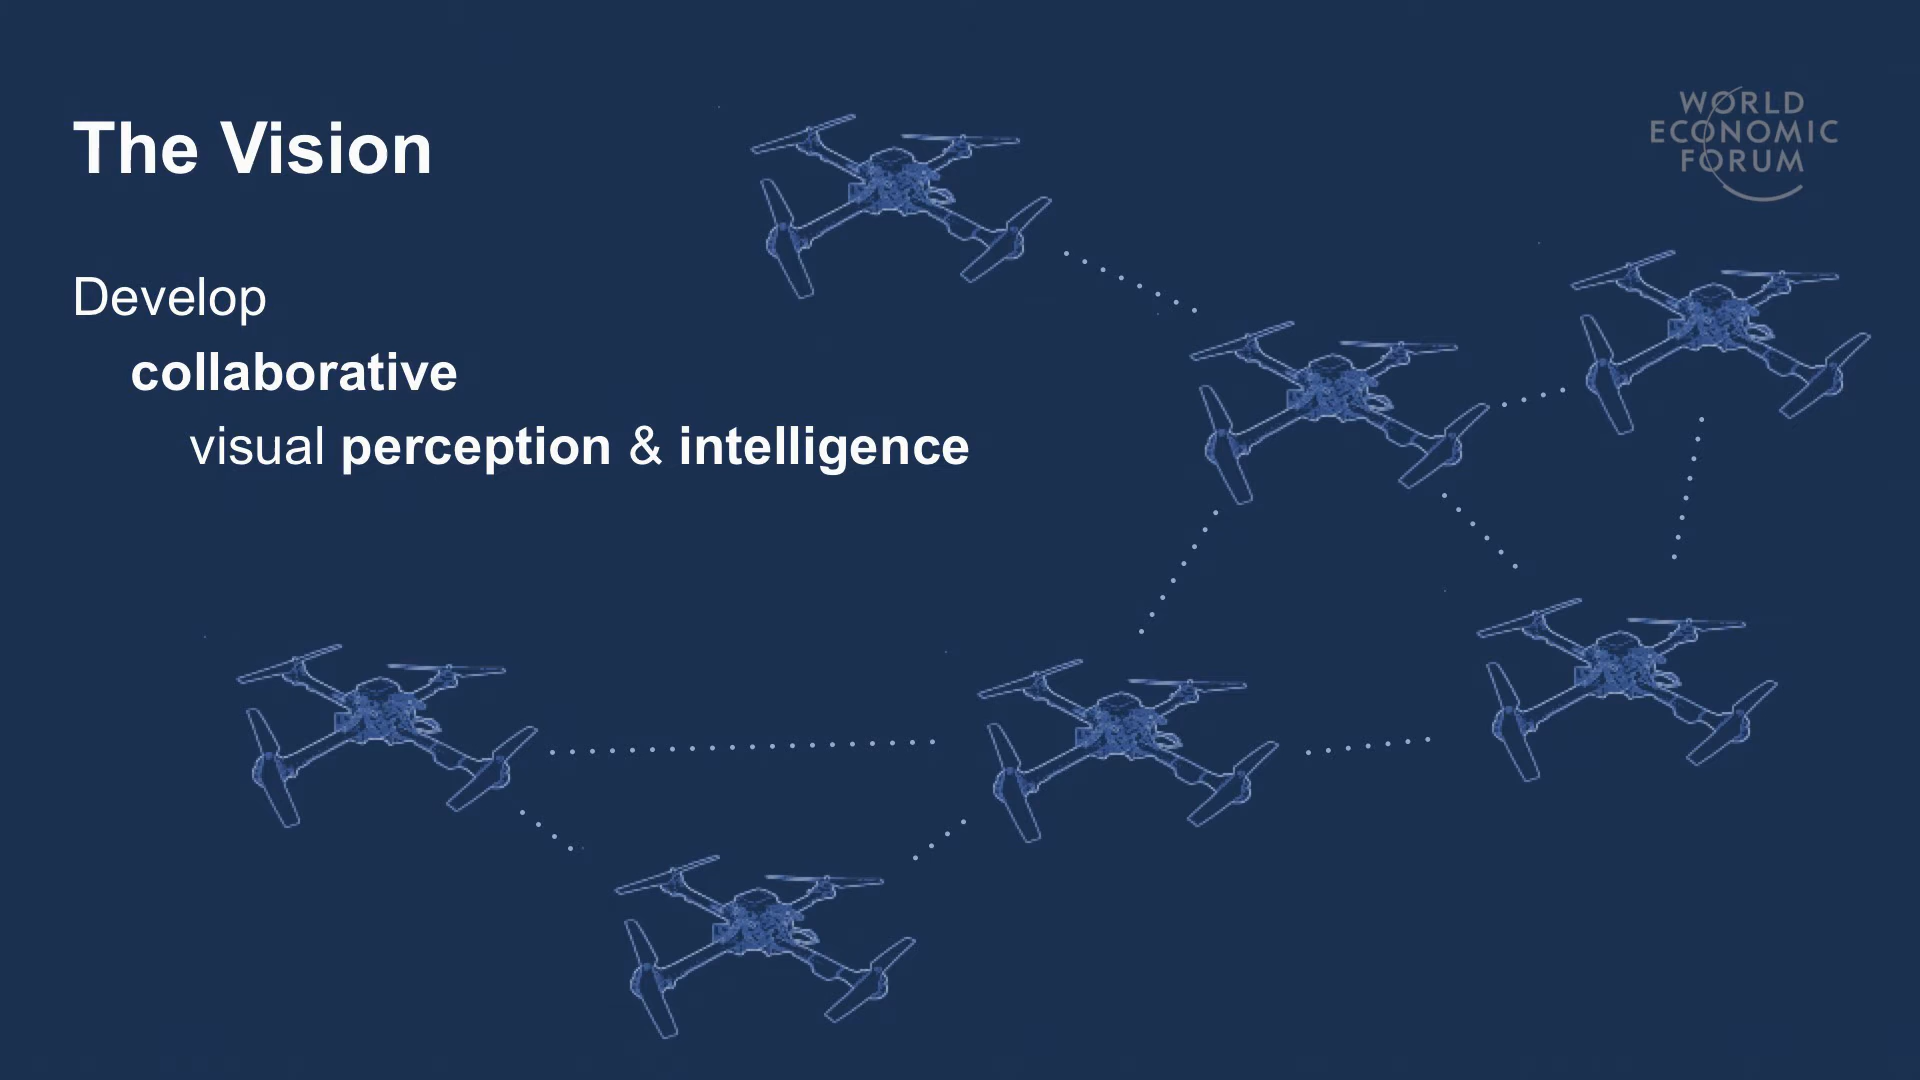 The Vision
WORLD
ECONOMIC
FORUM
Develop
collaborative
visual perception & intelligence